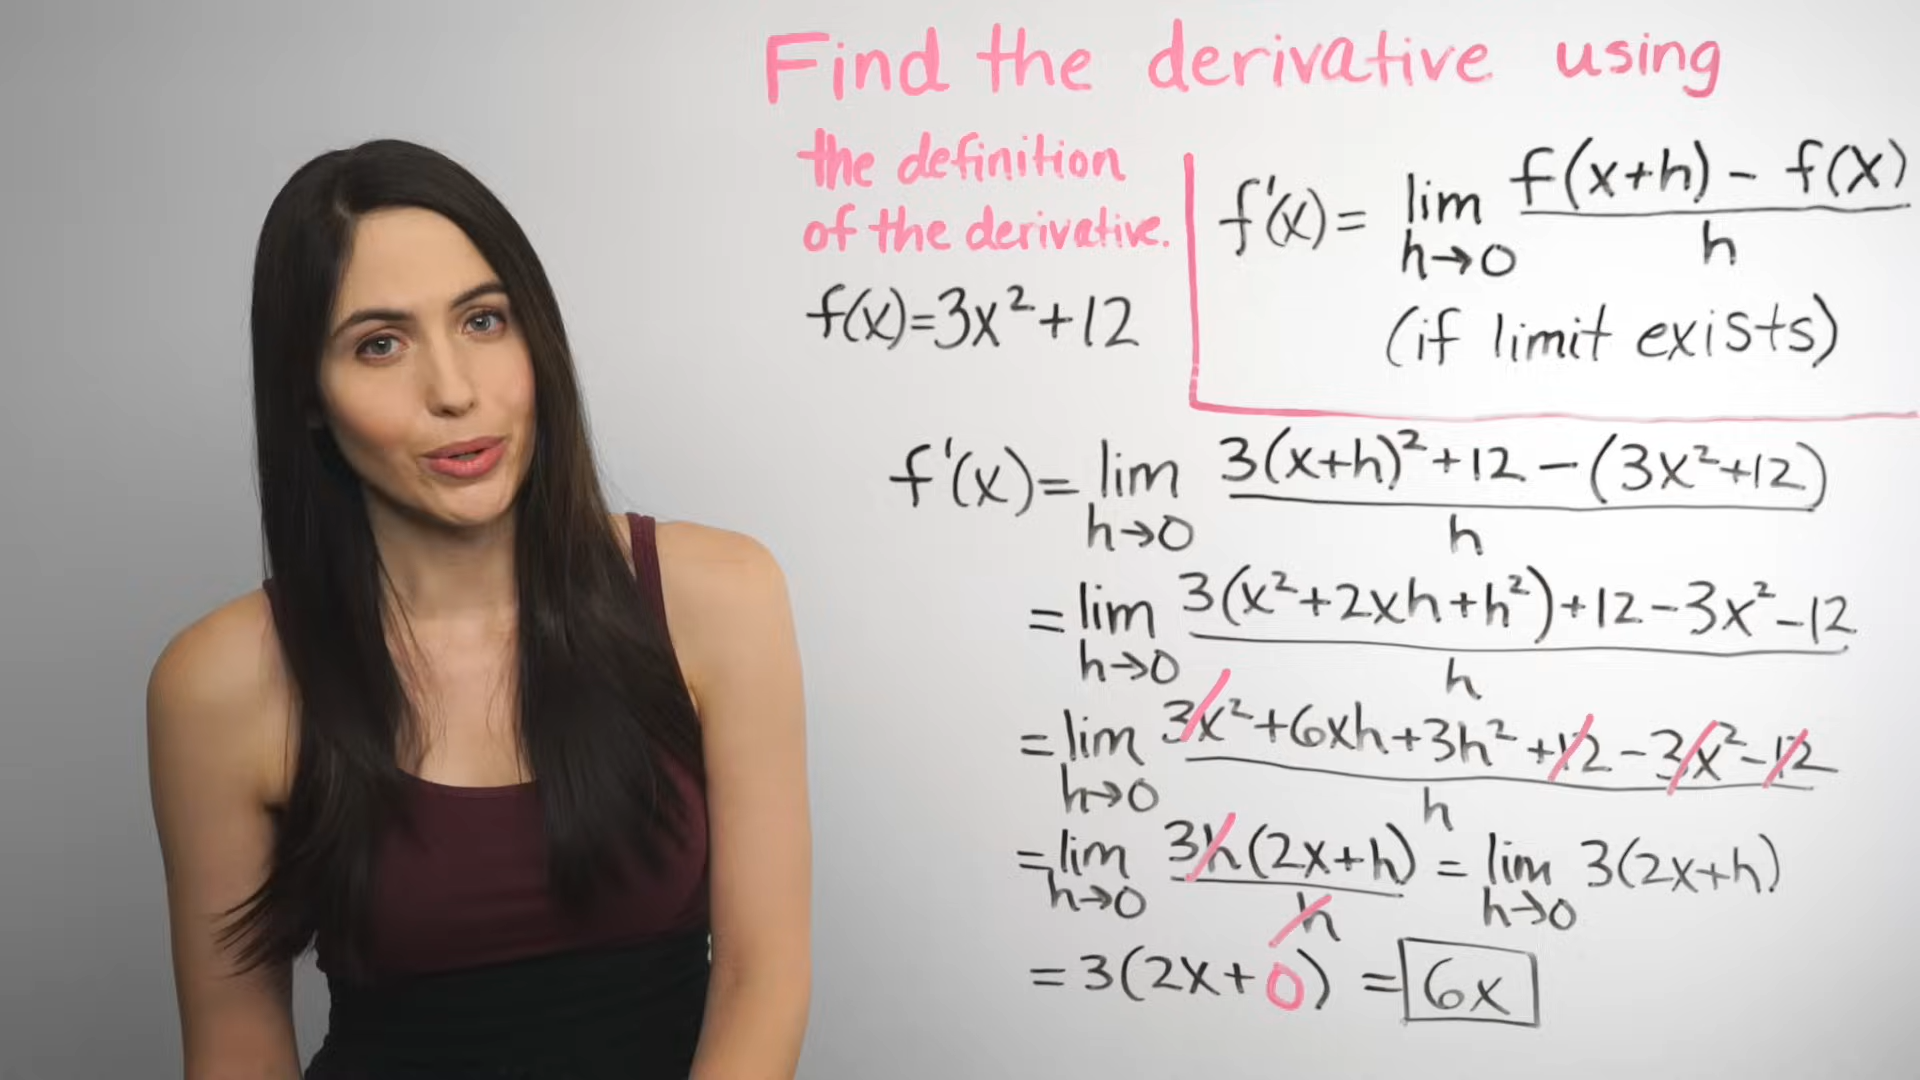 Find the derivative using
the definition
of the derivative.
f(x)=3x²+12
f'(x)= lim h→0 f(x+h) - f(x) / h
(if limit exists)
f'(x)= lim h→0 3(x+h)²+12-(3x²+12) / h
= lim h→0 3(x²+2xh+h²)+12-3x²-12 / h
= lim h→0 3x²+6xh+3h²+12-3x²-12 / h
= lim h→0 3h(2x+h) / h = lim h→0 3(2x+h)
= 3(2x+0) = 6x